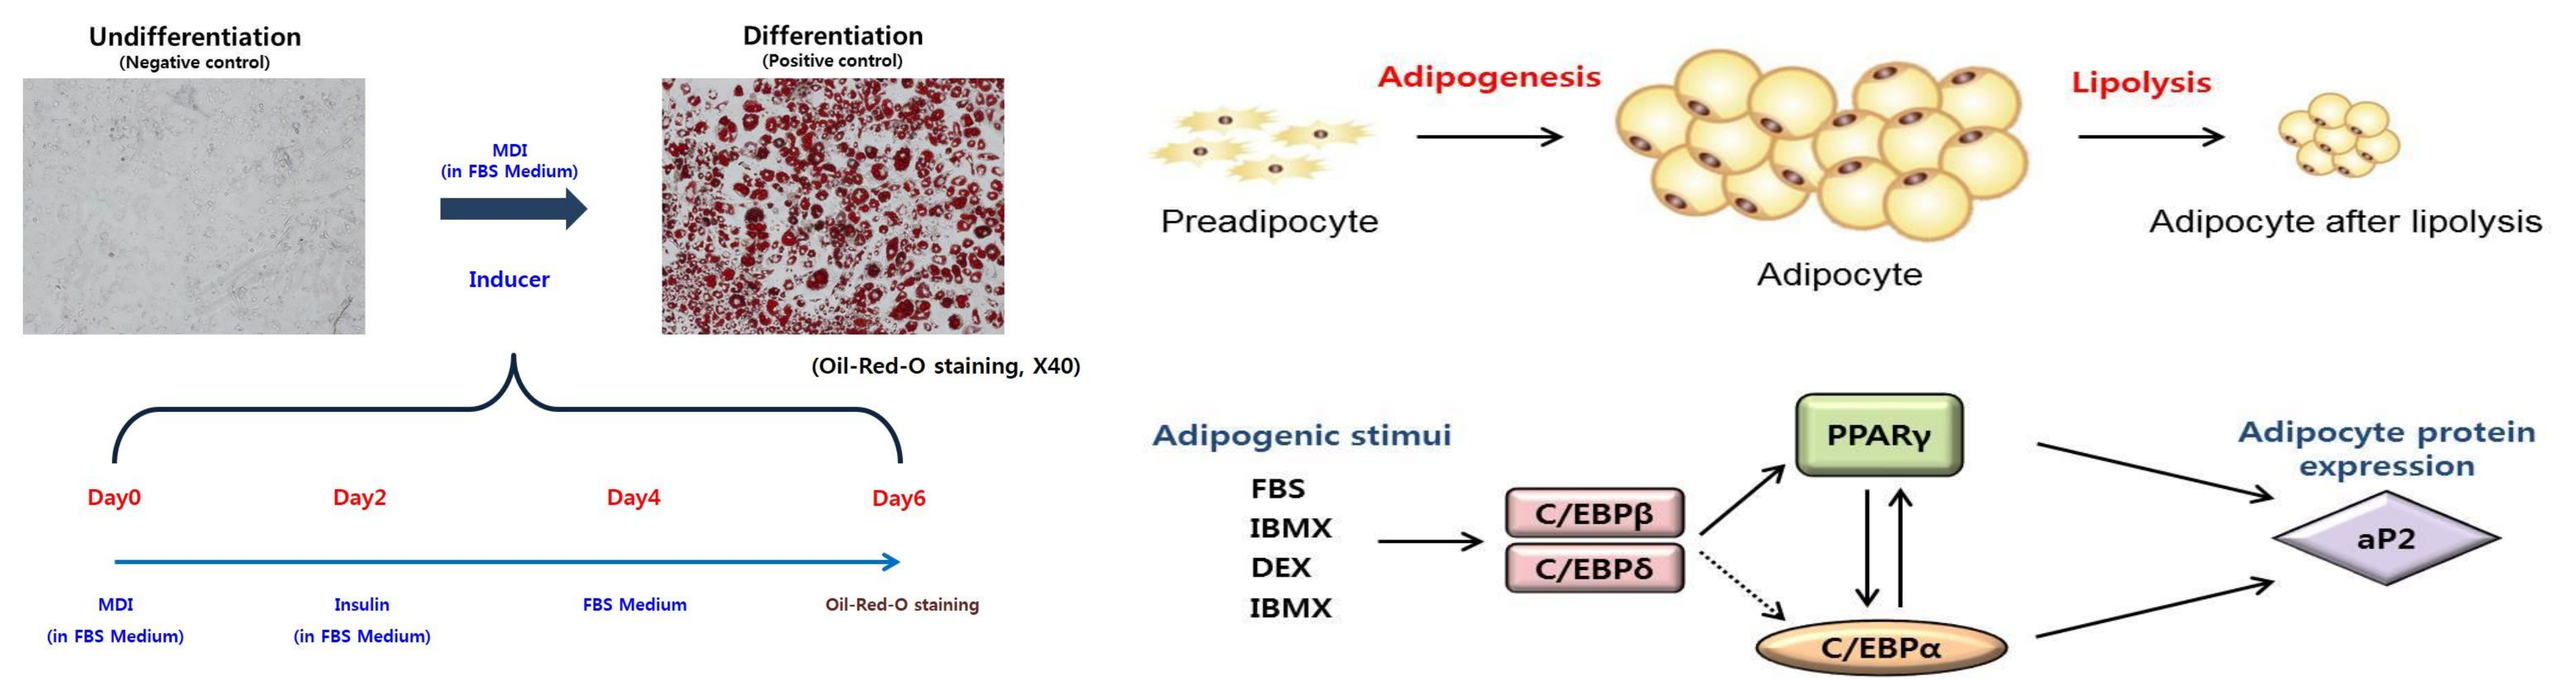 Undifferentiation
(Negative control)
MDI
(in FBS Medium)
Inducer
Differentiation
(Positive control)
(Oil-Red-O staining, X40)
Day0
Day2
Day4
Day6
MDI
(in FBS Medium)
Insulin
(in FBS Medium)
FBS Medium
Oil-Red-O staining
Preadipocyte
Adipogenesis
Adipocyte
Lipolysis
Adipocyte after lipolysis
Adipogenic stimui
FBS
IBMX
DEX
IBMX
C/EBPβ
C/EBPδ
PPARγ
C/EBPα
Adipocyte protein
expression
aP2